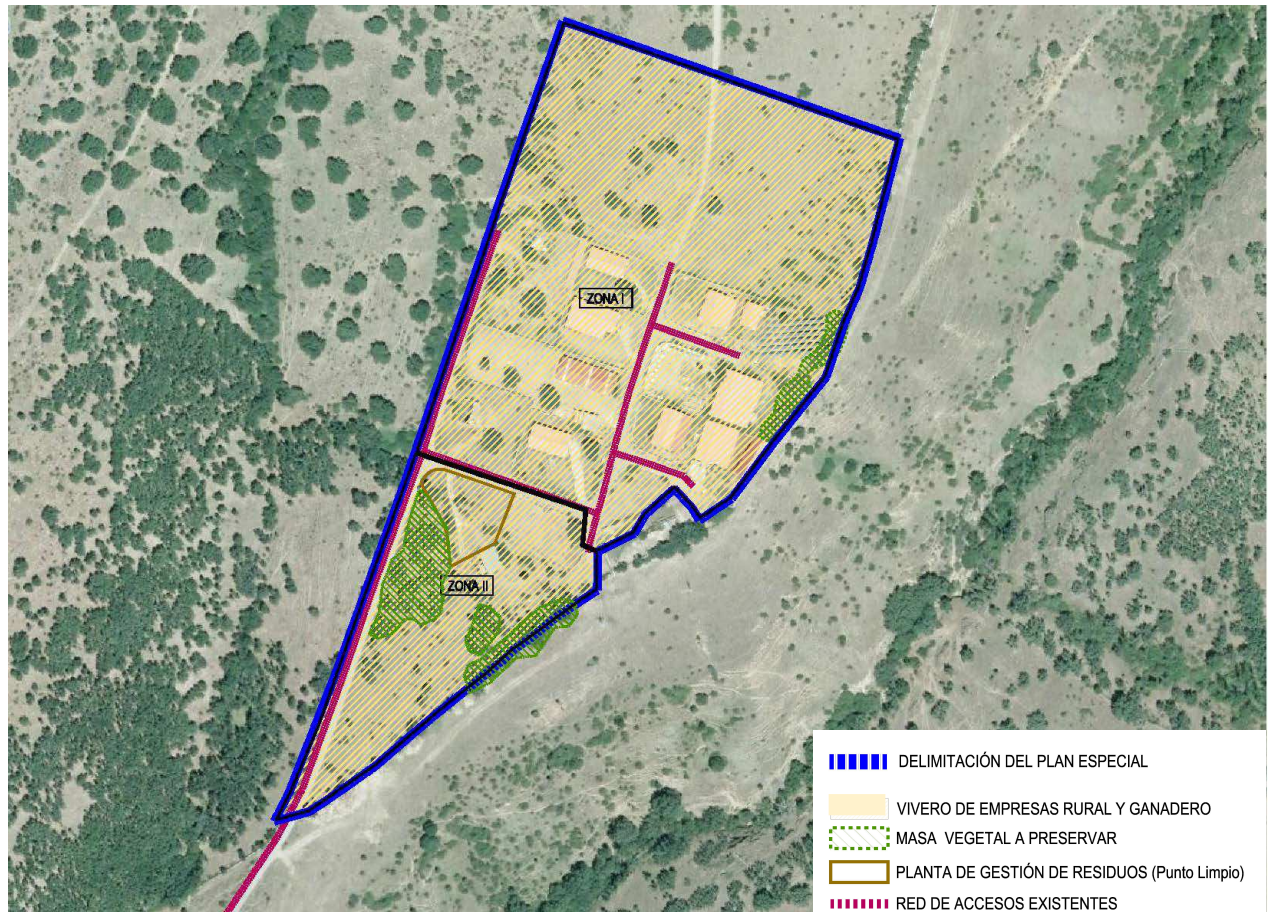 ZONA I
ZONA II
DELIMITACIÓN DEL PLAN ESPECIAL
VIVERO DE EMPRESAS RURAL Y GANADERO
MASA VEGETAL A PRESERVAR
PLANTA DE GESTIÓN DE RESIDUOS (Punto Limpio)
RED DE ACCESOS EXISTENTES